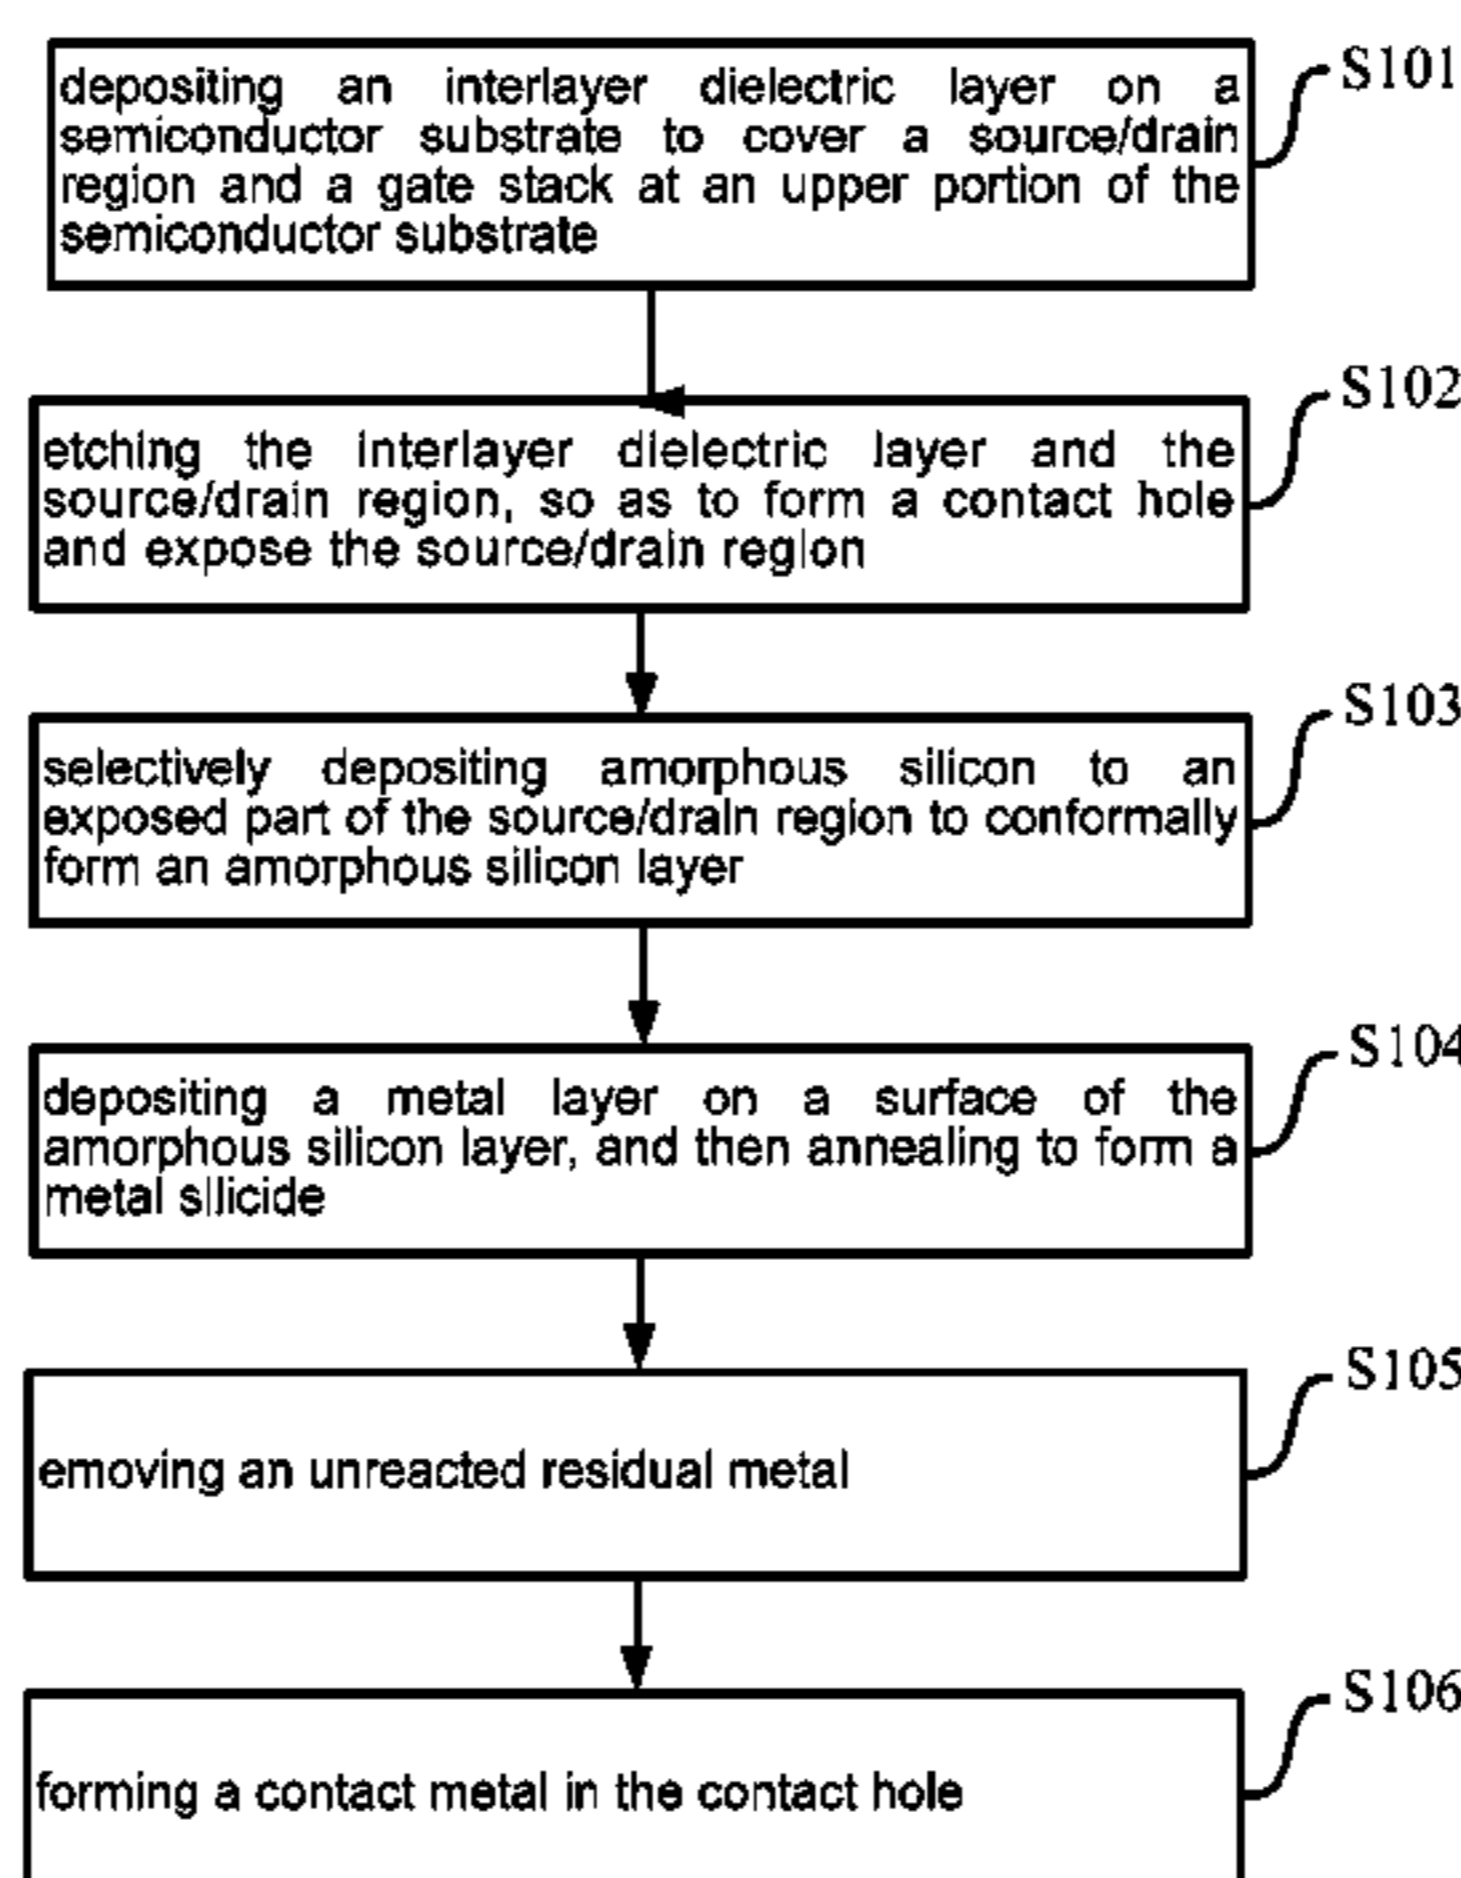 depositing an interlayer dielectric layer on a S101
semiconductor substrate to cover a source/drain
region and a gate stack at an upper portion of the
semiconductor substrate
S102
etching the interlayer dielectric layer and the
source/drain region, so as to form a contact hole
and expose the source/drain region
S103
selectively depositing amorphous silicon to an
exposed part of the source/drain region to conformally
form an amorphous silicon layer
S104
depositing a metal layer on a surface of the
amorphous silicon layer, and then annealing to form a
metal silicide
S105
emoving an unreacted residual metal
S106
forming a contact metal in the contact hole